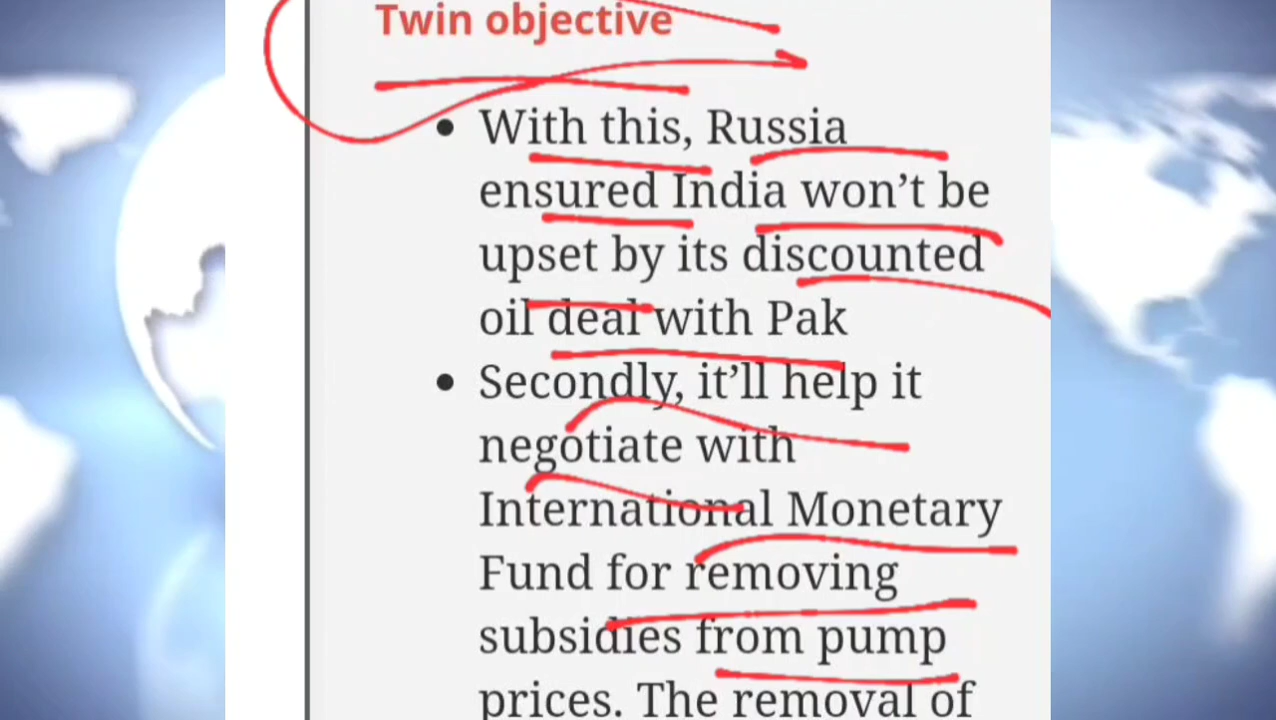 Twin objective
• With this, Russia
ensured India won’t be
upset by its discounted
oil deal with Pak
• Secondly, it’ll help it
negotiate with
International Monetary
Fund for removing
subsidies from pump
prices. The removal of